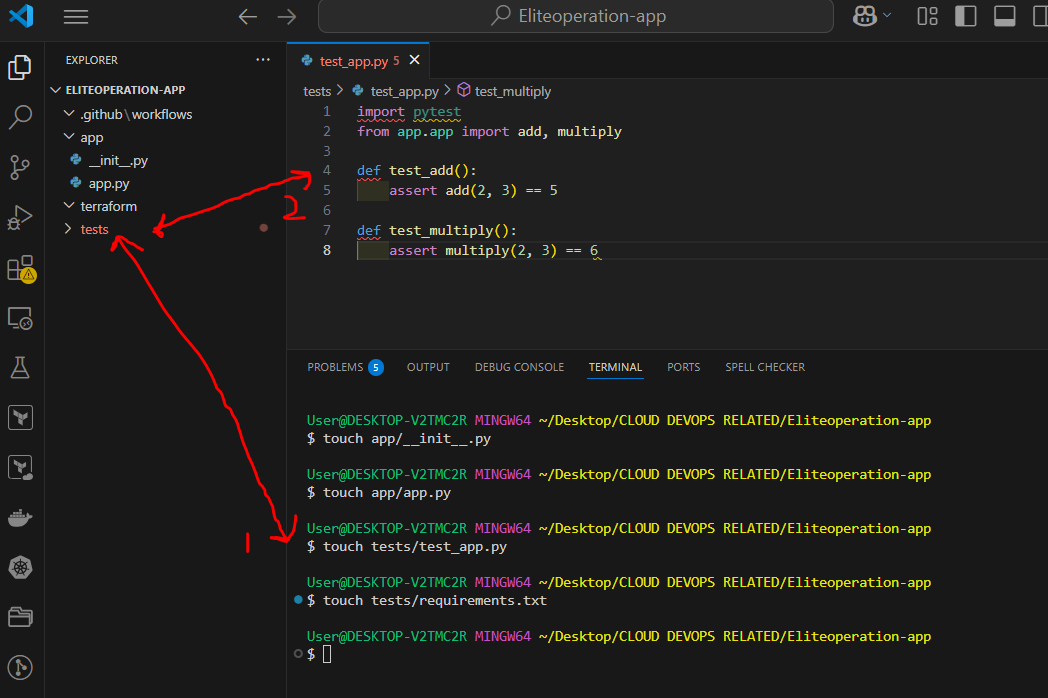 Eliteoperation-app
EXPLORER
ELITEOPERATION-APP
.github\workflows
app
__init__.py
app.py
terraform
tests
test_app.py 5
tests > test_app.py > test_multiply
1 import pytest
2 from app.app import add, multiply
3
4 def test_add():
5 assert add(2, 3) == 5
6
7 def test_multiply():
8 assert multiply(2, 3) == 6
2
1
PROBLEMS 5 OUTPUT DEBUG CONSOLE TERMINAL PORTS SPELL CHECKER
User@DESKTOP-V2TMC2R MINGW64 ~/Desktop/CLOUD DEVOPS RELATED/Eliteoperation-app
$ touch app/__init__.py
User@DESKTOP-V2TMC2R MINGW64 ~/Desktop/CLOUD DEVOPS RELATED/Eliteoperation-app
$ touch app/app.py
User@DESKTOP-V2TMC2R MINGW64 ~/Desktop/CLOUD DEVOPS RELATED/Eliteoperation-app
$ touch tests/test_app.py
User@DESKTOP-V2TMC2R MINGW64 ~/Desktop/CLOUD DEVOPS RELATED/Eliteoperation-app
$ touch tests/requirements.txt
User@DESKTOP-V2TMC2R MINGW64 ~/Desktop/CLOUD DEVOPS RELATED/Eliteoperation-app
$